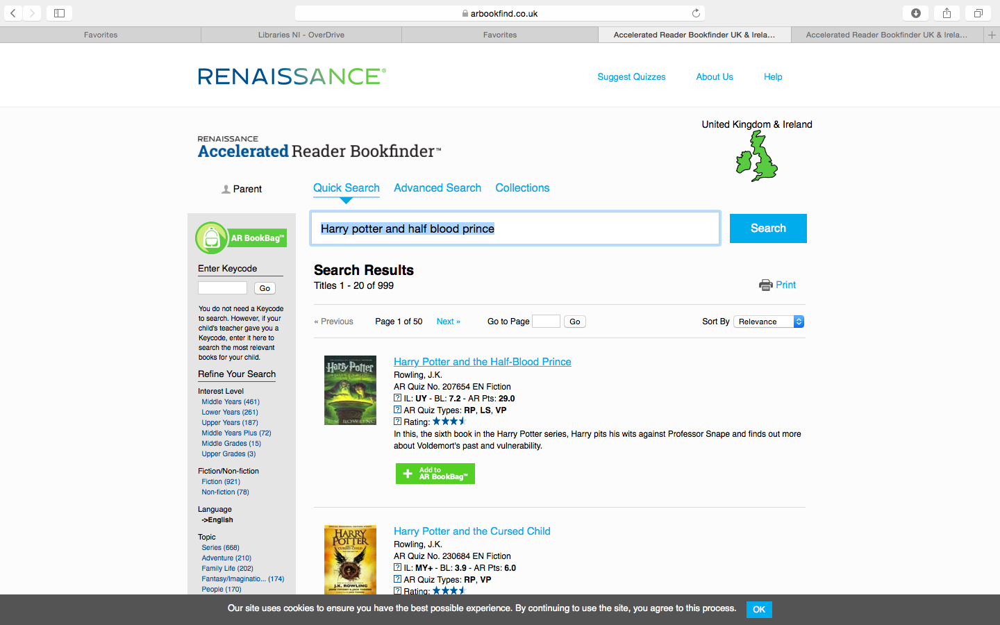 arbookfind.co.uk
Favorites
Libraries NI - OverDrive
Favorites
Accelerated Reader Bookfinder UK & Irela...
Accelerated Reader Bookfinder UK & Irela...
RENAISSANCE®
Suggest Quizzes
About Us
Help
United Kingdom & Ireland
RENAISSANCE
Accelerated Reader Bookfinder™
Parent
Quick Search
Advanced Search
Collections
Harry potter and half blood prince
Search
AR BookBag™
Enter Keycode
Go
You do not need a Keycode
to search. However, if your
child's teacher gave you a
Keycode, enter it here to
search the most relevant
books for your child.
Refine Your Search
Interest Level
Middle Years (461)
Lower Years (261)
Upper Years (187)
Middle Years Plus (72)
Middle Grades (15)
Upper Grades (3)
Fiction/Non-fiction
Fiction (921)
Non-fiction (78)
Language
->English
Topic
Series (668)
Adventure (210)
Family Life (202)
Fantasy/Imaginatio... (174)
People (170)
Search Results
Titles 1 - 20 of 999
Print
« Previous
Page 1 of 50
Next »
Go to Page
Go
Sort By
Relevance
Harry Potter
J.K. ROWLING
Harry Potter and the Half-Blood Prince
Rowling, J.K.
AR Quiz No. 207654 EN Fiction
? IL: UY - BL: 7.2 - AR Pts: 29.0
? AR Quiz Types: RP, LS, VP
? Rating:
In this, the sixth book in the Harry Potter series, Harry pits his wits against Professor Snape and finds out more
about Voldemort's past and vulnerability.
+ Add to
AR BookBag™
HARRY
POTTER
J.K. ROWLING
Harry Potter and the Cursed Child
Rowling, J.K.
AR Quiz No. 230684 EN Fiction
? IL: MY+ - BL: 3.9 - AR Pts: 6.0
? AR Quiz Types: RP, VP
? Rating:
Our site uses cookies to ensure you have the best possible experience. By continuing to use the site, you agree to this process.
OK